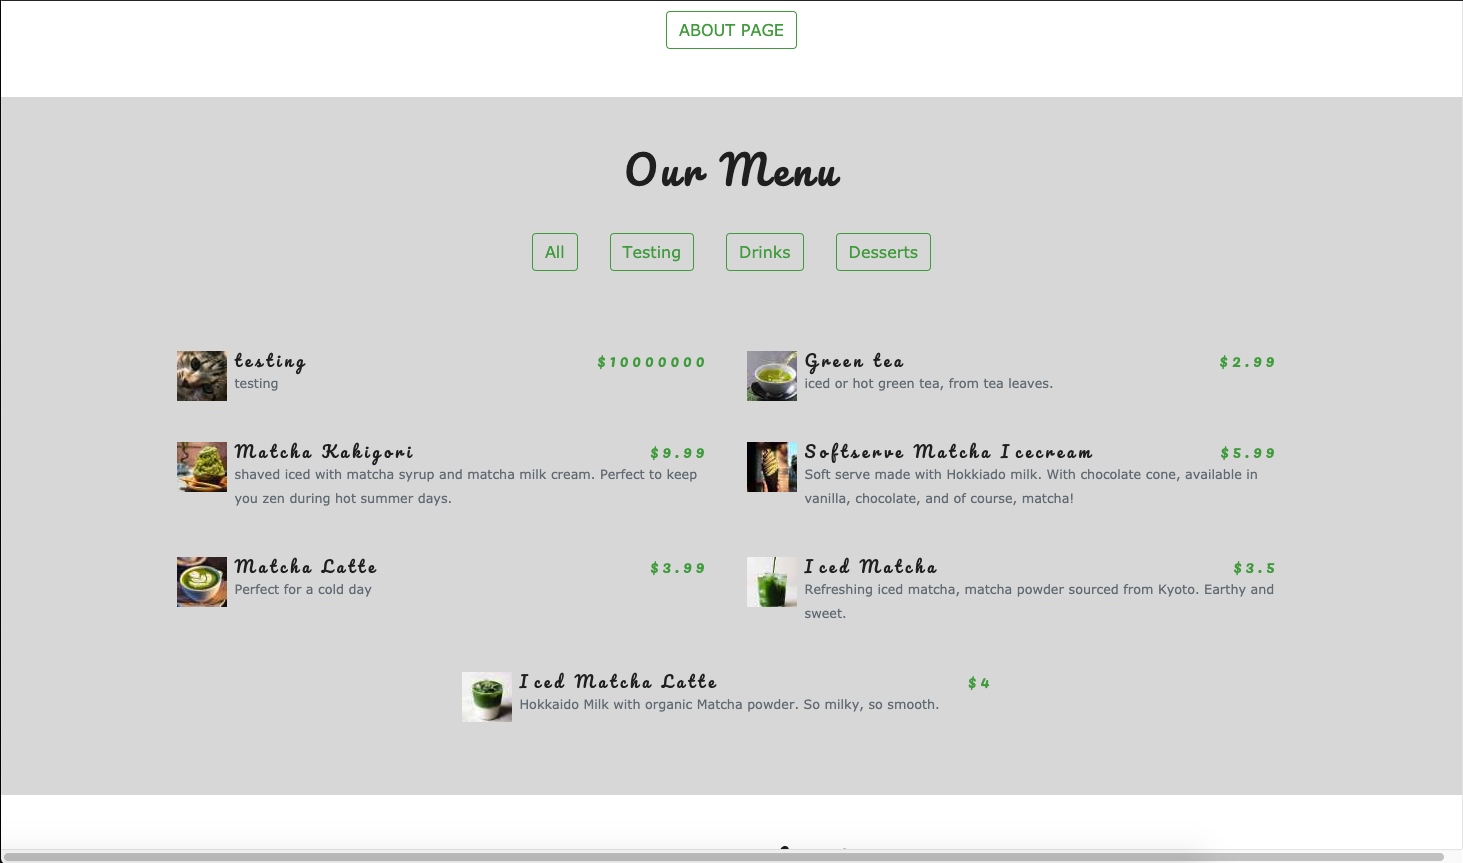 ABOUT PAGE
Our Menu
All Testing Drinks Desserts
testing $10000000
testing
Green tea $2.99
iced or hot green tea, from tea leaves.
Matcha Kakigori $9.99
shaved iced with matcha syrup and matcha milk cream. Perfect to keep
you zen during hot summer days.
Softserve Matcha Icecream $5.99
Soft serve made with Hokkiado milk. With chocolate cone, available in
vanilla, chocolate, and of course, matcha!
Matcha Latte $3.99
Perfect for a cold day
Iced Matcha $3.5
Refreshing iced matcha, matcha powder sourced from Kyoto. Earthy and
sweet.
Iced Matcha Latte $4
Hokkaido Milk with organic Matcha powder. So milky, so smooth.